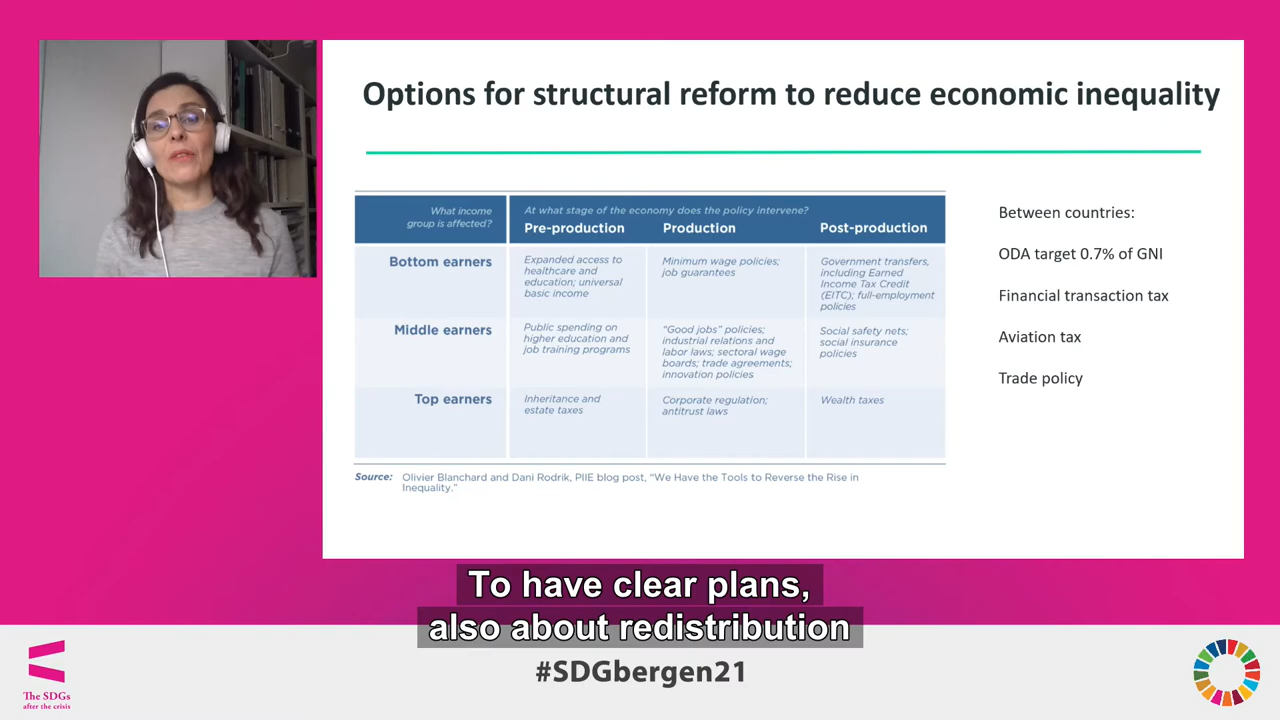 Options for structural reform to reduce economic inequality
What income
group is affected?
At what stage of the economy does the policy intervene?
Pre-production
Production
Post-production
Bottom earners
Expanded access to
healthcare and
education; universal
basic income
Minimum wage policies;
job guarantees
Government transfers,
including Earned
Income Tax Credit
(EITC); full-employment
policies
Middle earners
Public spending on
higher education and
job training programs
“Good jobs” policies;
industrial relations and
labor laws; sectoral wage
boards; trade agreements;
innovation policies
Social safety nets;
social insurance
policies
Top earners
Inheritance and
estate taxes
Corporate regulation;
antitrust laws
Wealth taxes
Source: Olivier Blanchard and Dani Rodrik, PIIE blog post, “We Have the Tools to Reverse the Rise in
Inequality.”
Between countries:
ODA target 0.7% of GNI
Financial transaction tax
Aviation tax
Trade policy
To have clear plans,
also about redistribution
#SDGbergen21
The SDGs
after the crisis